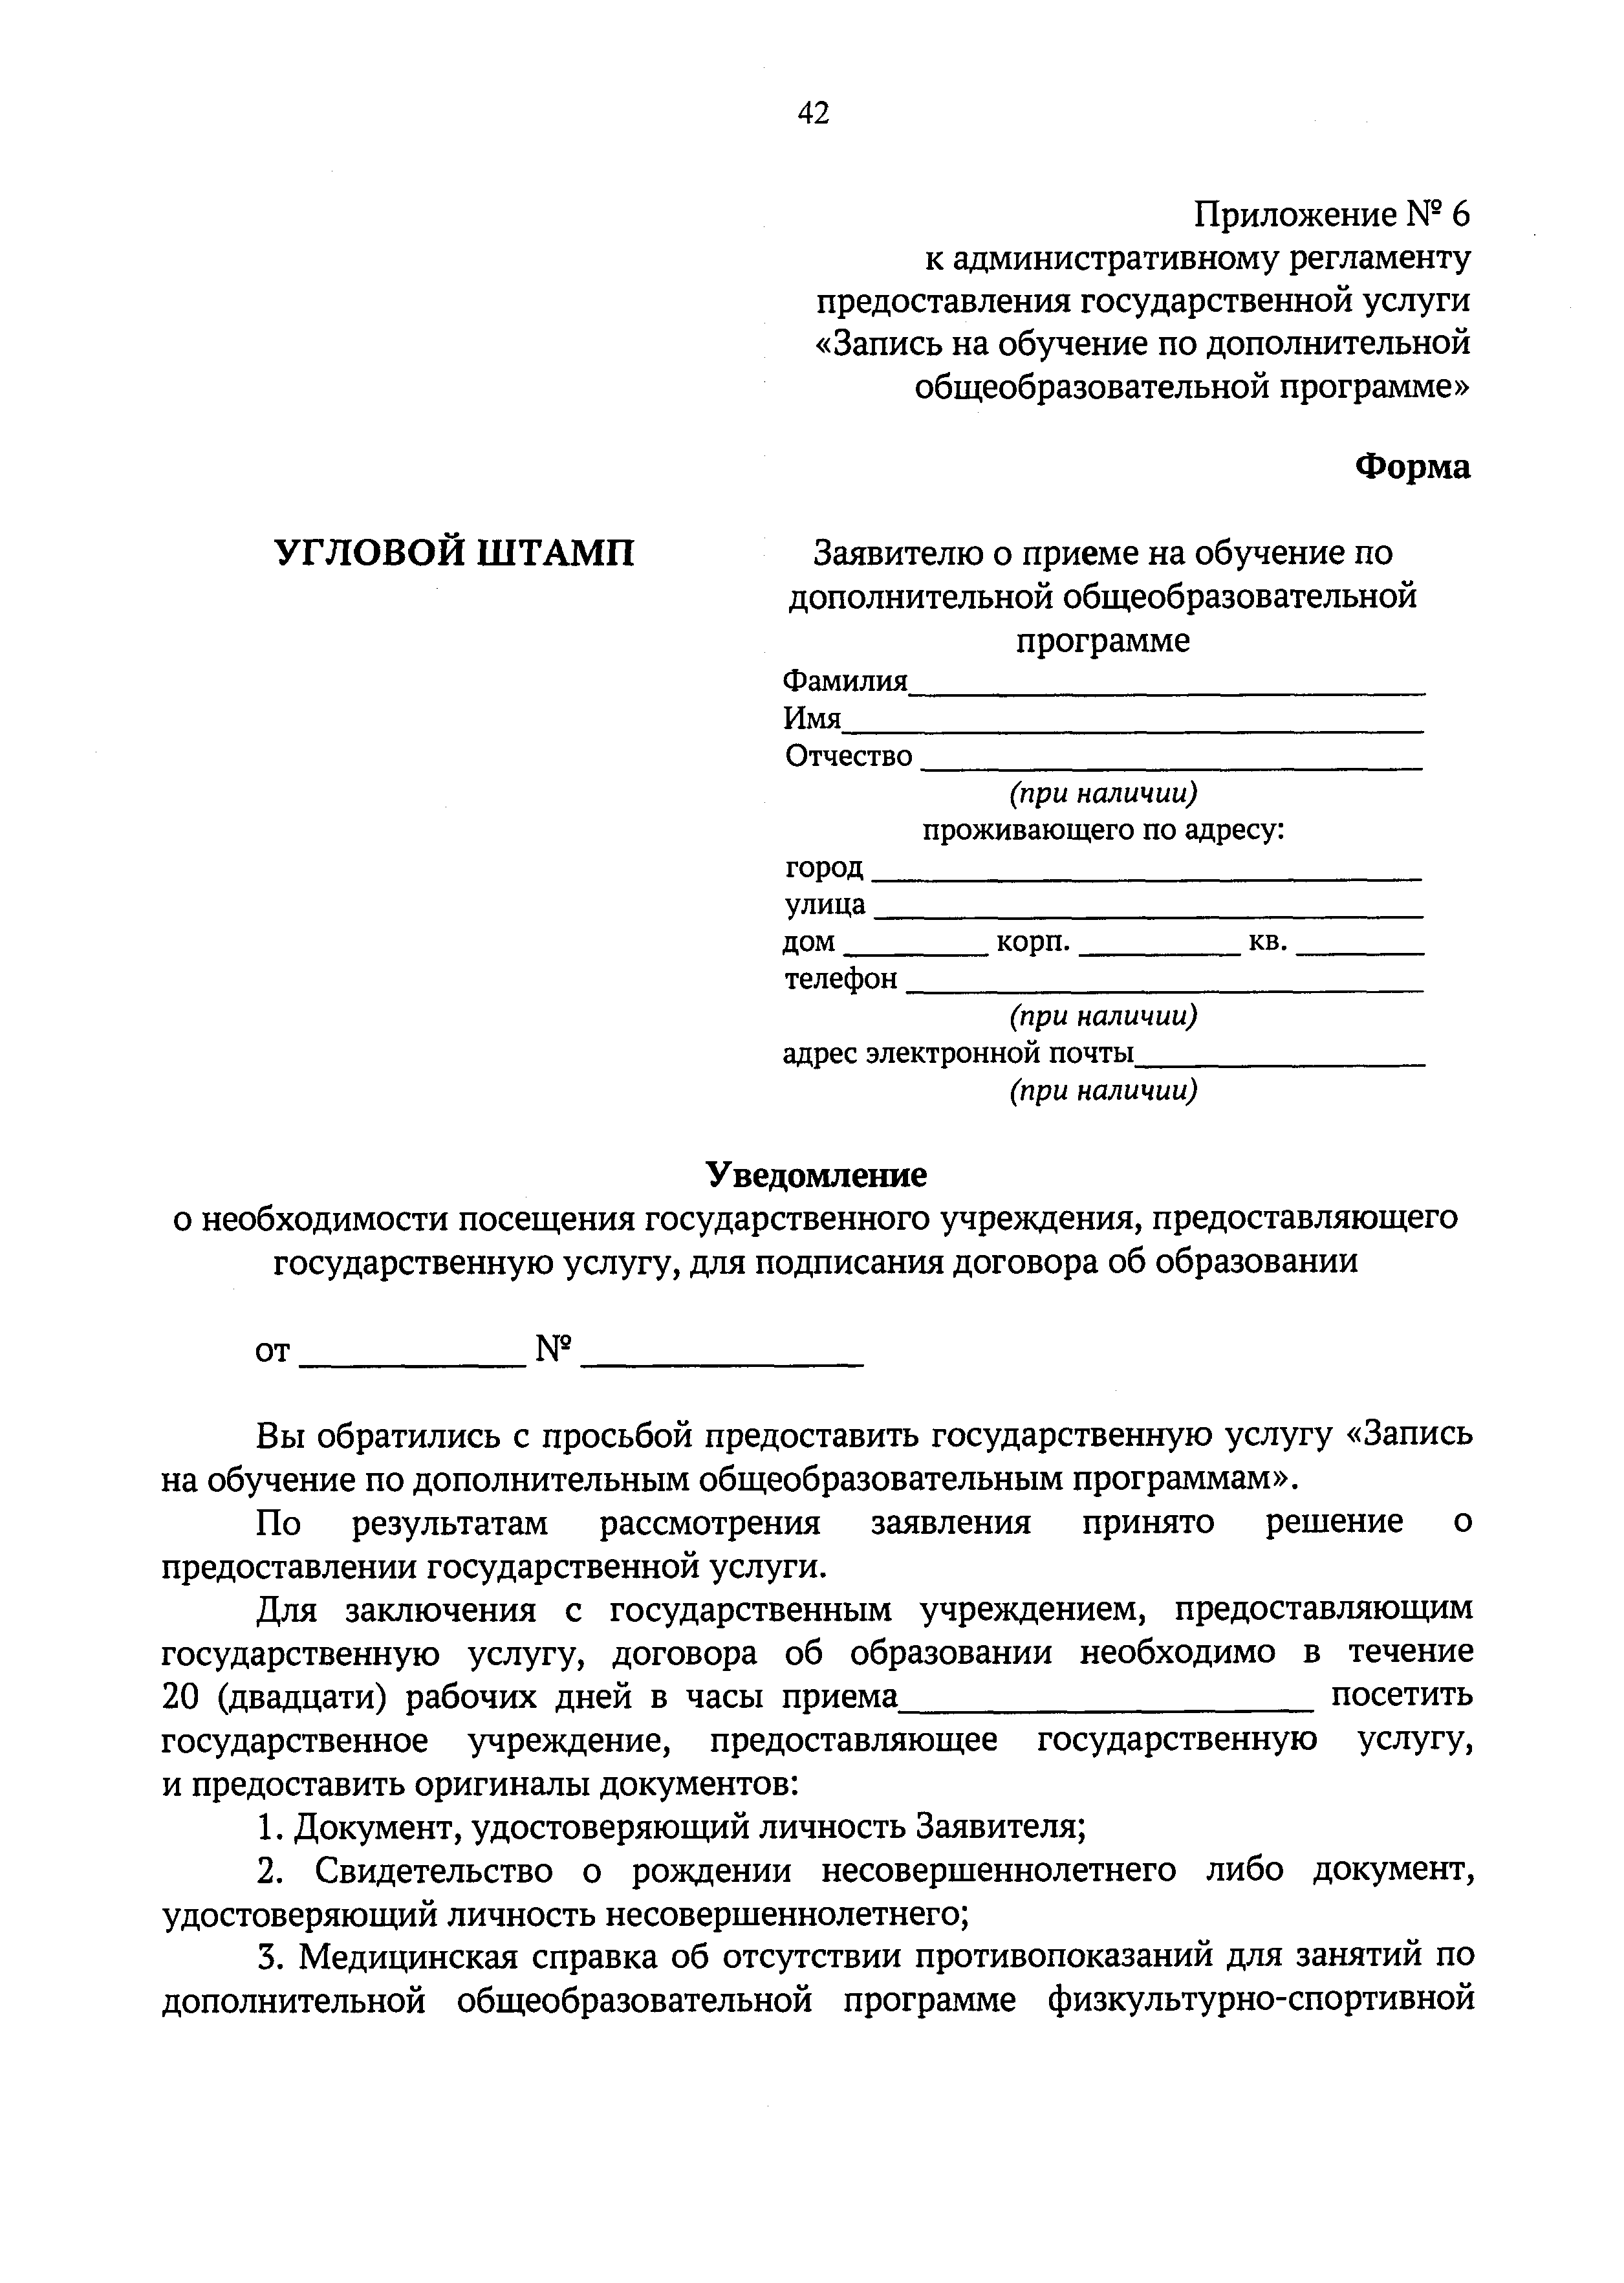 42
Приложение № 6
к административному регламенту
предоставления государственной услуги
«Запись на обучение по дополнительной
общеобразовательной программе»
Форма
УГЛОВОЙ ШТАМП
Заявителю о приеме на обучение по
дополнительной общеобразовательной
программе
Фамилия
Имя
Отчество
(при наличии)
проживающего по адресу:
город
улица
дом _________ корп. __________ кв. ________
телефон
(при наличии)
адрес электронной почты
(при наличии)
Уведомление
о необходимости посещения государственного учреждения, предоставляющего
государственную услугу, для подписания договора об образовании
от ____________ № _______________
Вы обратились с просьбой предоставить государственную услугу «Запись
на обучение по дополнительным общеобразовательным программам».
По результатам рассмотрения заявления принято решение о
предоставлении государственной услуги.
Для заключения с государственным учреждением, предоставляющим
государственную услугу, договора об образовании необходимо в течение
20 (двадцати) рабочих дней в часы приема______________________ посетить
государственное учреждение, предоставляющее государственную услугу,
и предоставить оригиналы документов:
1. Документ, удостоверяющий личность Заявителя;
2. Свидетельство о рождении несовершеннолетнего либо документ,
удостоверяющий личность несовершеннолетнего;
3. Медицинская справка об отсутствии противопоказаний для занятий по
дополнительной общеобразовательной программе физкультурно-спортивной